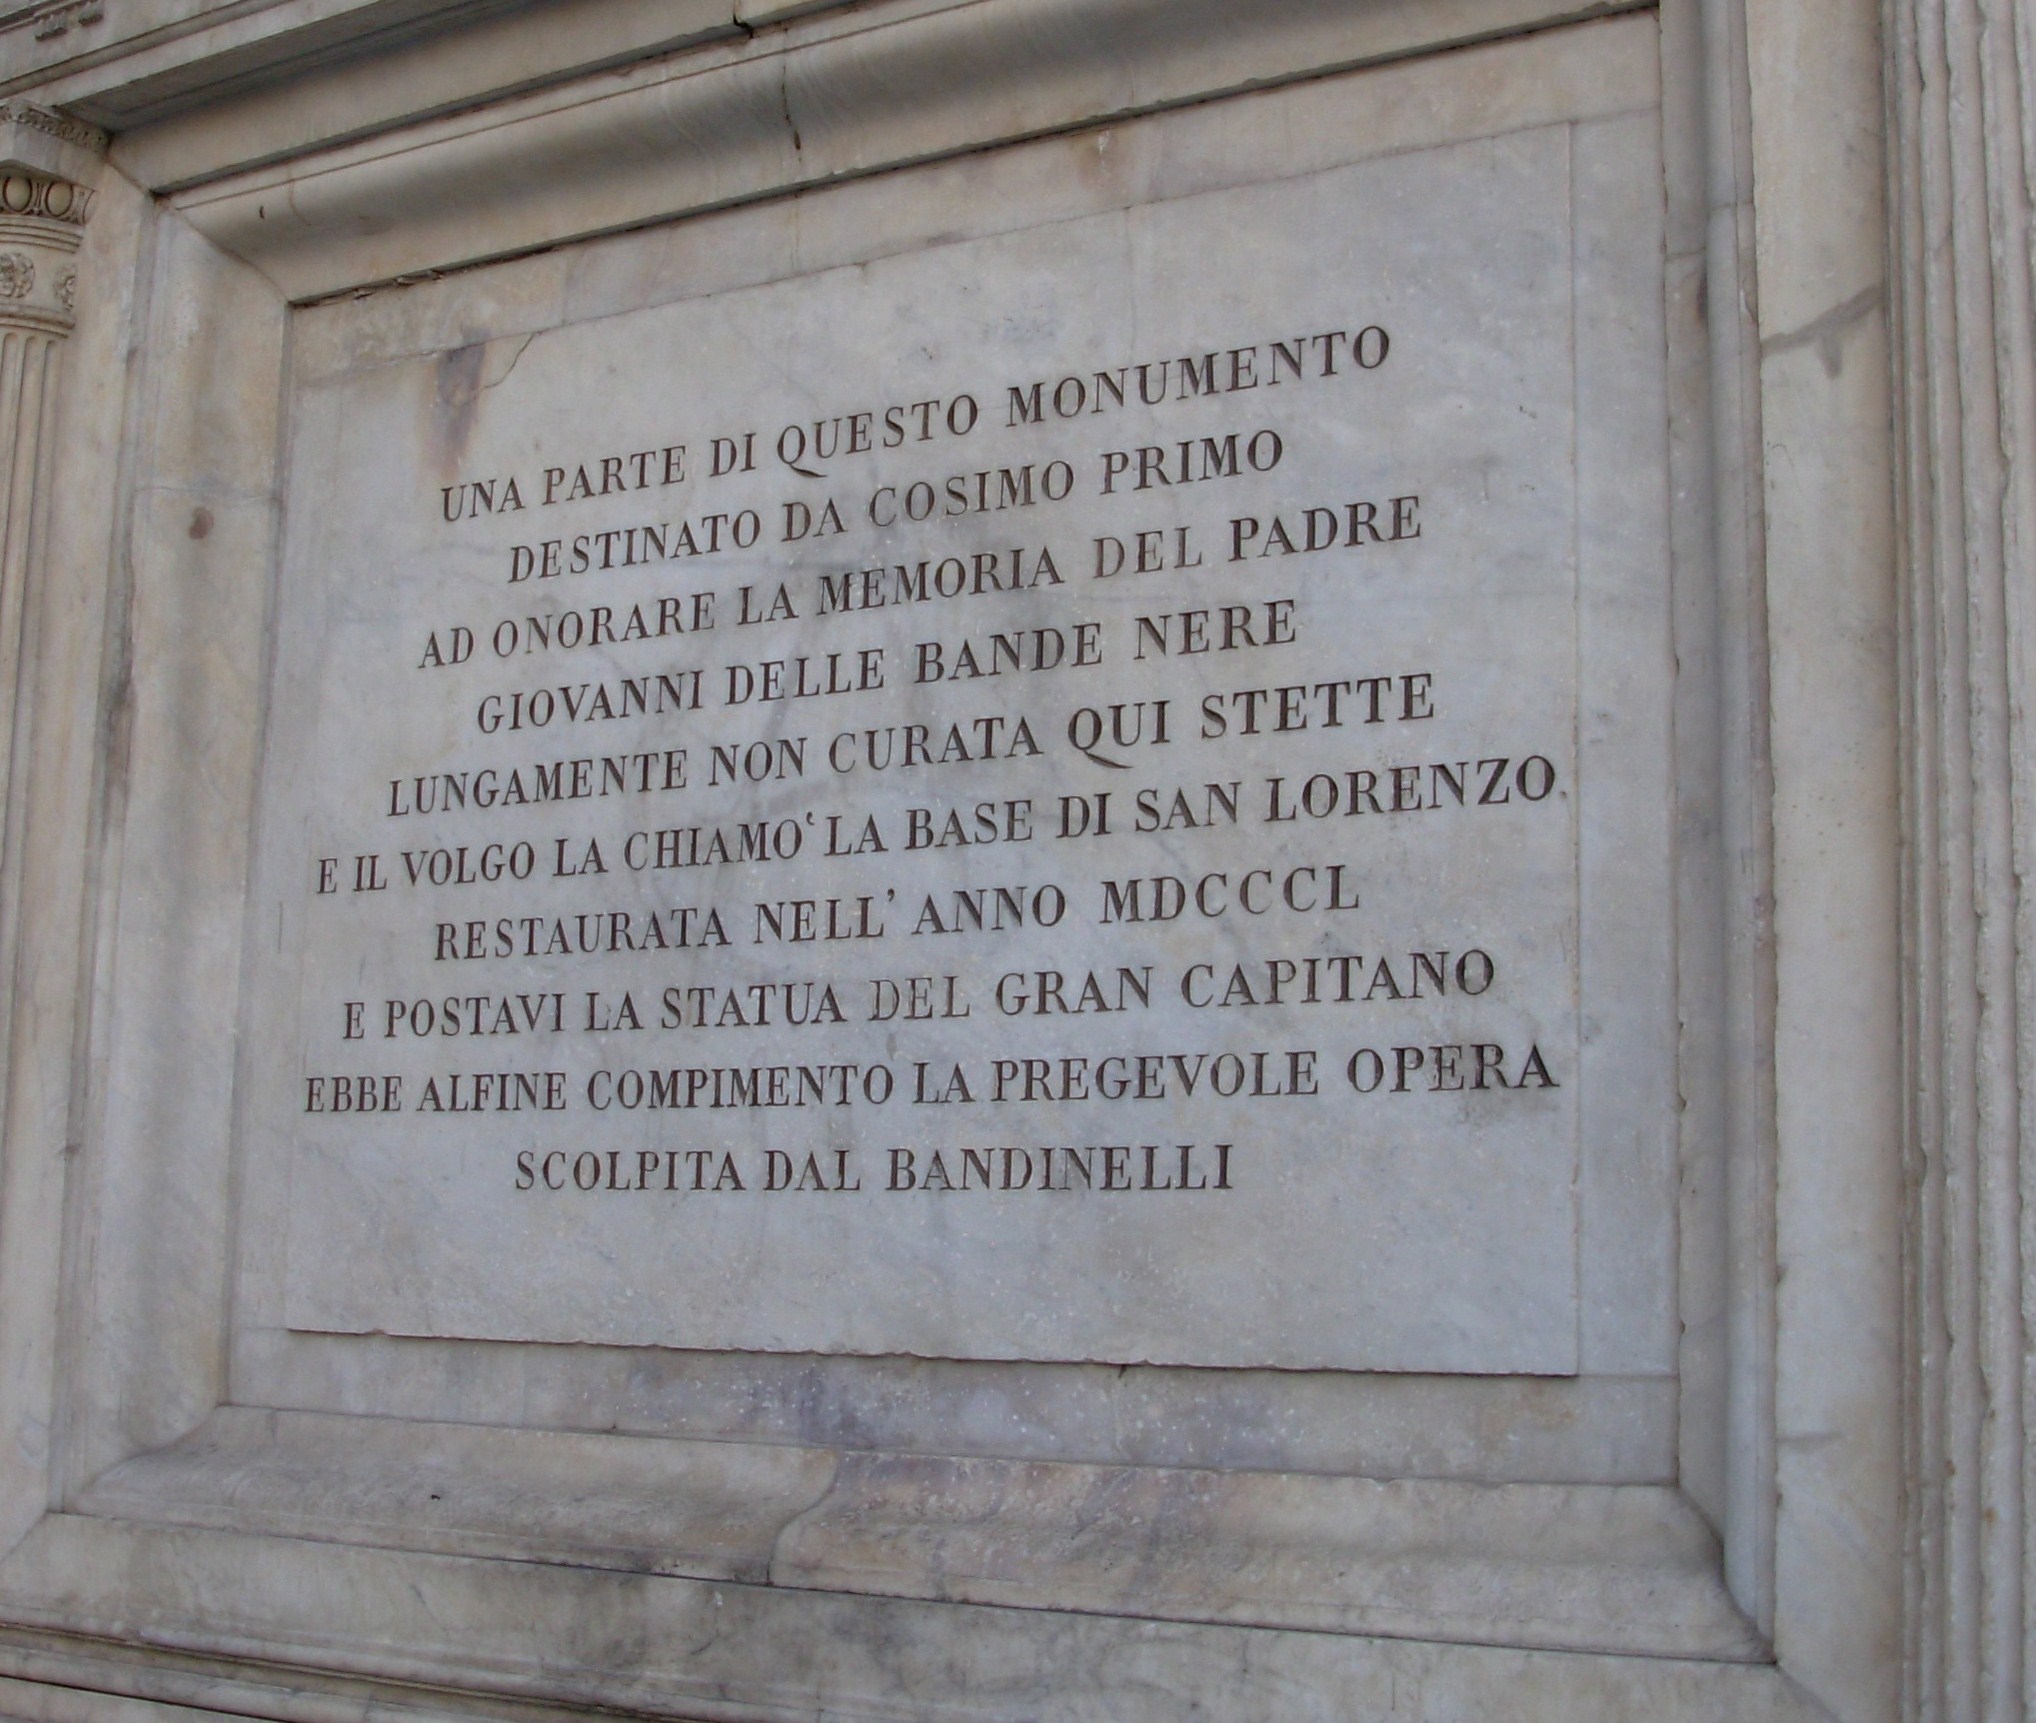 UNA PARTE DI QUESTO MONUMENTO
DESTINATO DA COSIMO PRIMO
AD ONORARE LA MEMORIA DEL PADRE
GIOVANNI DELLE BANDE NERE
LUNGAMENTE NON CURATA QUI STETTE
E IL VOLGO LA CHIAMO‛ LA BASE DI SAN LORENZO.
RESTAURATA NELL' ANNO MDCCCL
E POSTAVI LA STATUA DEL GRAN CAPITANO
EBBE ALFINE COMPIMENTO LA PREGEVOLE OPERA
SCOLPITA DAL BANDINELLI